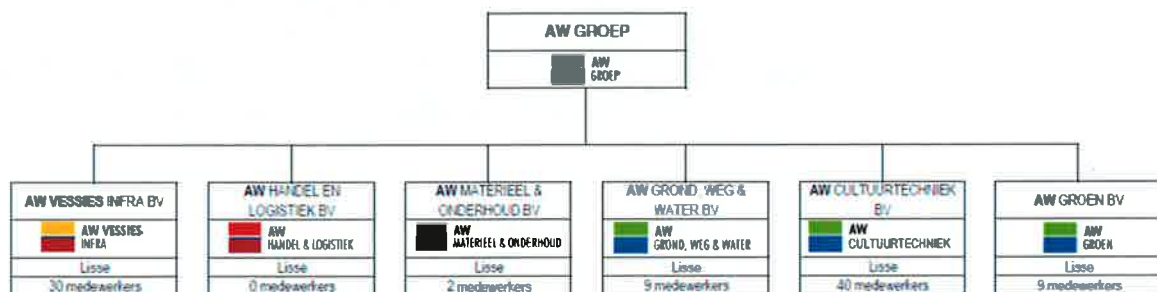 AW GROEP
AW
GROEP
AW VESSIES INFRA BV
AW VESSIES
INFRA
Lisse
30 medewerkers
AW HANDEL EN
LOGISTIEK BV
AW
HANDEL & LOGISTIEK
Lisse
0 medewerkers
AW MATERIEEL &
ONDERHOUD BV
AW
MATERIEEL & ONDERHOUD
Lisse
2 medewerkers
AW GROND, WEG &
WATER BV
AW
GROND, WEG & WATER
Lisse
9 medewerkers
AW CULTUURTECHNIEK
BV
AW
CULTUURTECHNIEK
Lisse
40 medewerkers
AW GROEN BV
AW
GROEN
Lisse
9 medewerkers